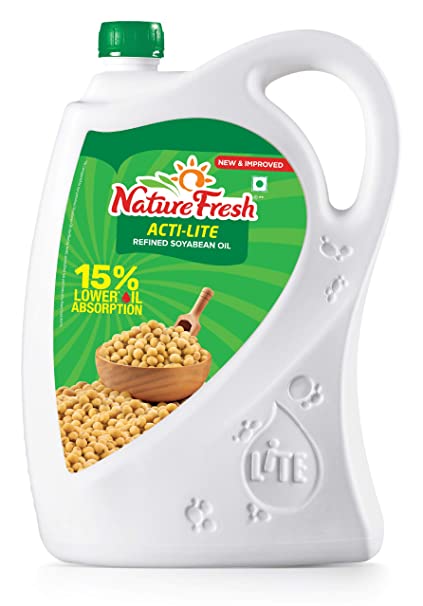 NEW & IMPROVED
Nature Fresh
ACTI-LITE
REFINED SOYABEAN OIL
15%
LOWER* OIL
ABSORPTION
LiTE